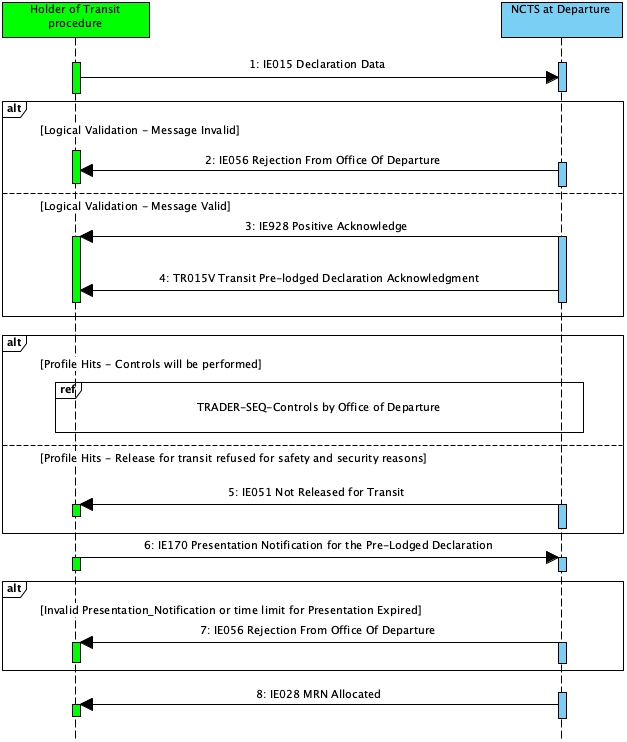 Holder of Transit
procedure
NCTS at Departure
1: IE015 Declaration Data
alt
[Logical Validation - Message Invalid]
2: IE056 Rejection From Office Of Departure
[Logical Validation - Message Valid]
3: IE928 Positive Acknowledge
4: TR015V Transit Pre-lodged Declaration Acknowledgment
alt
[Profile Hits - Controls will be performed]
ref
TRADER-SEQ-Controls by Office of Departure
[Profile Hits - Release for transit refused for safety and security reasons]
5: IE051 Not Released for Transit
6: IE170 Presentation Notification for the Pre-Lodged Declaration
alt
[Invalid Presentation_Notification or time limit for Presentation Expired]
7: IE056 Rejection From Office Of Departure
8: IE028 MRN Allocated